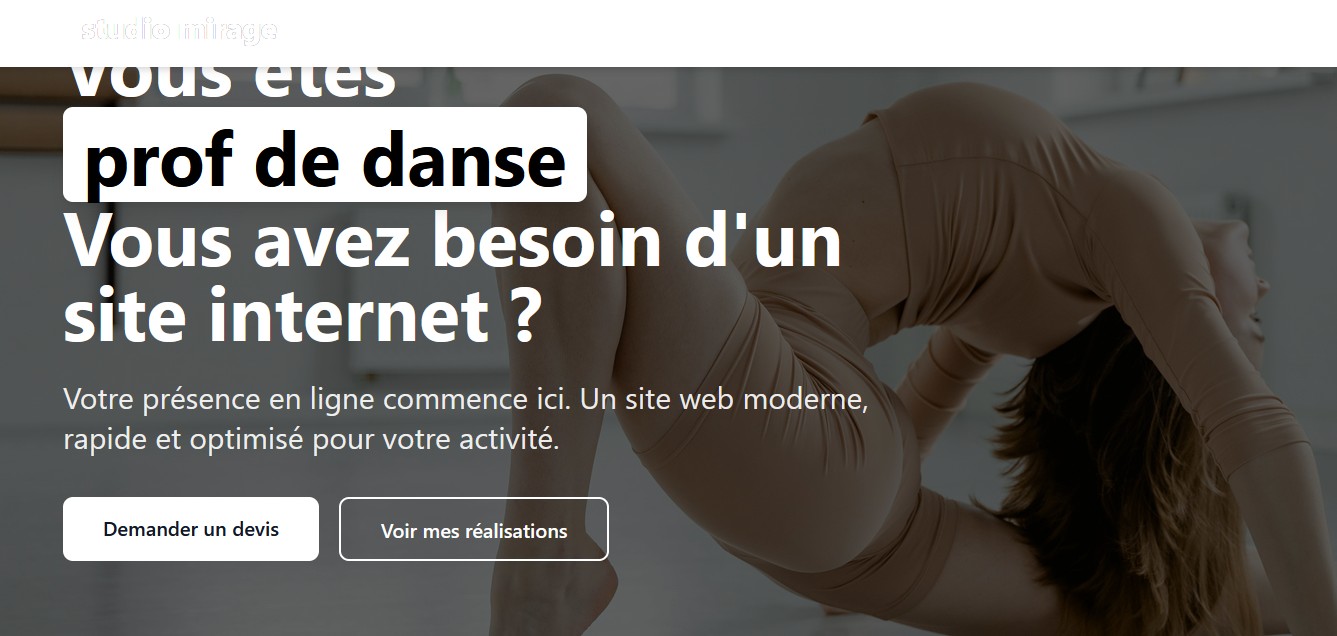 studio mirage
Vous êtes
prof de danse
Vous avez besoin d'un
site internet ?
Votre présence en ligne commence ici. Un site web moderne,
rapide et optimisé pour votre activité.
Demander un devis
Voir mes réalisations